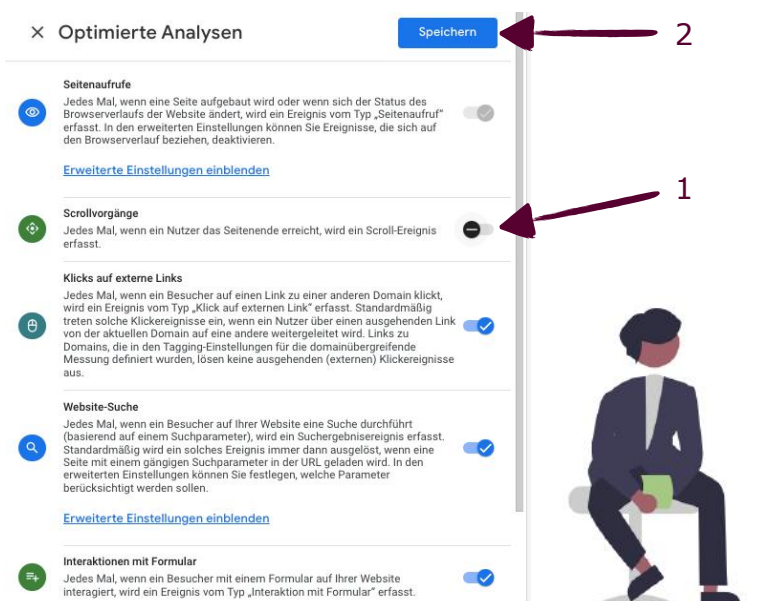 Optimierte Analysen
Speichern
2
Seitenaufrufe
Jedes Mal, wenn eine Seite aufgebaut wird oder wenn sich der Status des
Browserverlaufs der Website ändert, wird ein Ereignis vom Typ „Seitenaufruf“
erfasst. In den erweiterten Einstellungen können Sie Ereignisse, die sich auf
den Browserverlauf beziehen, deaktivieren.
Erweiterte Einstellungen einblenden
1
Scrollvorgänge
Jedes Mal, wenn ein Nutzer das Seitenende erreicht, wird ein Scroll-Ereignis
erfasst.
Klicks auf externe Links
Jedes Mal, wenn ein Besucher auf einen Link zu einer anderen Domain klickt,
wird ein Ereignis vom Typ „Klick auf externen Link“ erfasst. Standardmäßig
treten solche Klickereignisse ein, wenn ein Nutzer über einen ausgehenden Link
von der aktuellen Domain auf eine andere weitergeleitet wird. Links zu
Domains, die in den Tagging-Einstellungen für die domainübergreifende
Messung definiert wurden, lösen keine ausgehenden (externen) Klickereignisse
aus.
Website-Suche
Jedes Mal, wenn ein Besucher auf Ihrer Website eine Suche durchführt
(basierend auf einem Suchparameter), wird ein Suchergebnisereignis erfasst.
Standardmäßig wird ein solches Ereignis immer dann ausgelöst, wenn eine
Seite mit einem gängigen Suchparameter in der URL geladen wird. In den
erweiterten Einstellungen können Sie festlegen, welche Parameter
berücksichtigt werden sollen.
Erweiterte Einstellungen einblenden
Interaktionen mit Formular
Jedes Mal, wenn ein Besucher mit einem Formular auf Ihrer Website
interagiert, wird ein Ereignis vom Typ „Interaktion mit Formular“ erfasst.